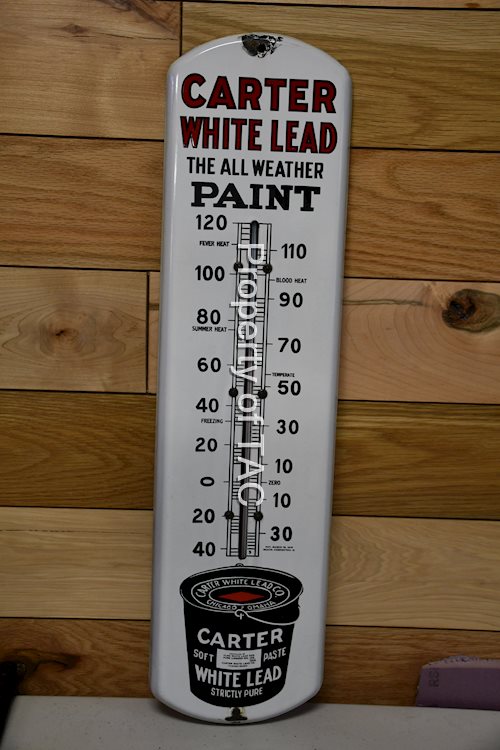 CARTER
WHITE LEAD
THE ALL WEATHER
PAINT
120
FEVER HEAT
110
100
BLOOD HEAT
90
80
SUMMER HEAT
70
60
TEMPERATE
50
40
FREEZING
30
20
10
0
ZERO
10
20
30
40
Property of TAC
CARTER WHITE LEAD CO.
CHICAGO OMAHA
CARTER
SOFT PASTE
WHITE LEAD
STRICTLY PURE